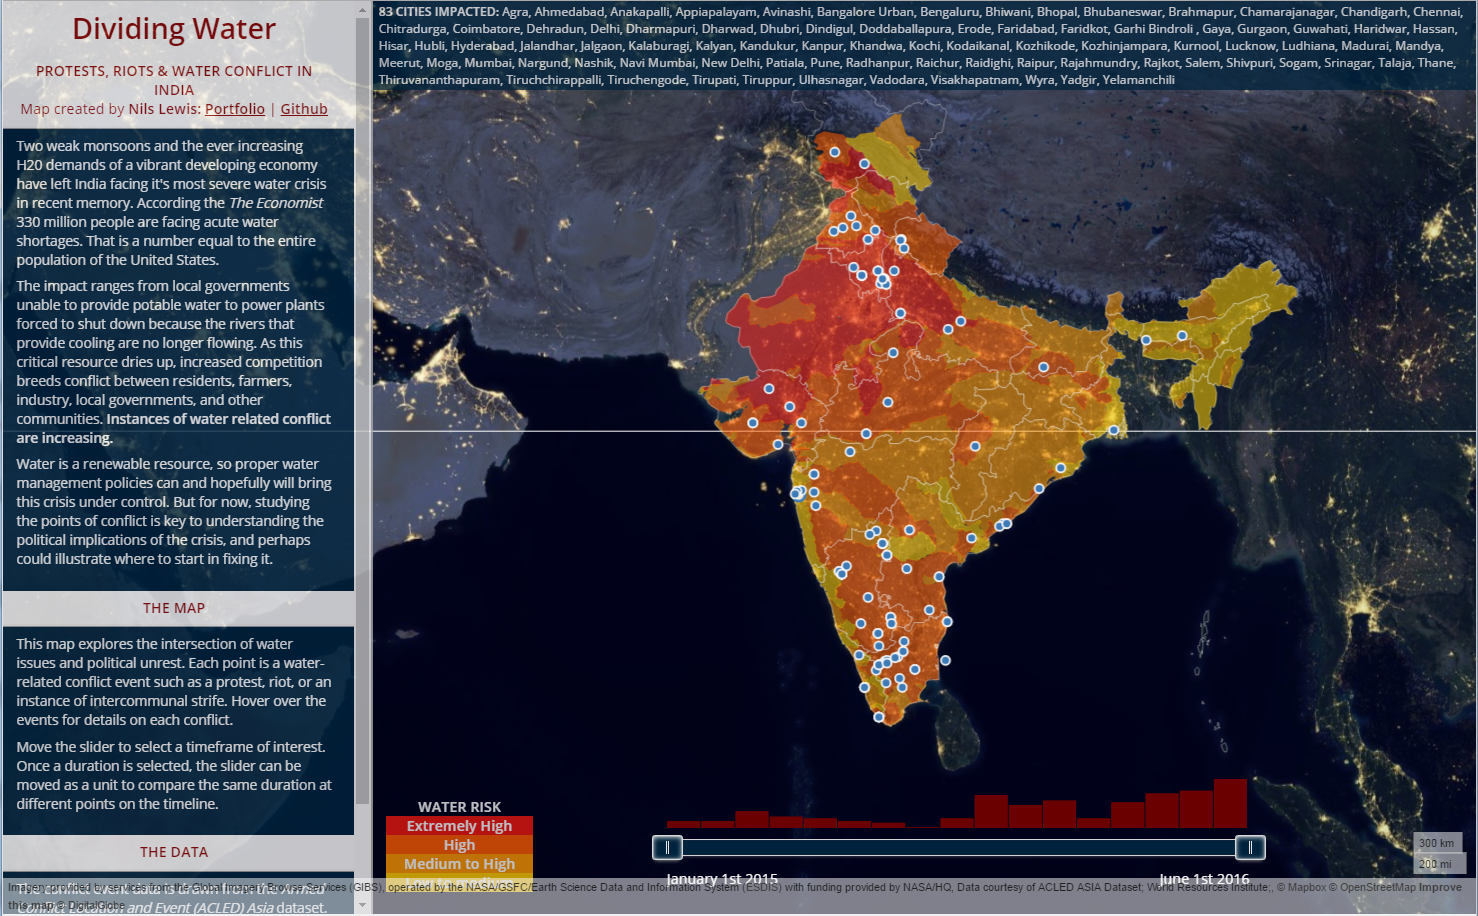 Dividing Water
PROTESTS, RIOTS & WATER CONFLICT IN
INDIA
Map created by Nils Lewis: Portfolio | Github
Two weak monsoons and the ever increasing
H20 demands of a vibrant developing economy
have left India facing it's most severe water crisis
in recent memory. According the The Economist
330 million people are facing acute water
shortages. That is a number equal to the entire
population of the United States.
The impact ranges from local governments
unable to provide potable water to power plants
forced to shut down because the rivers that
provide cooling are no longer flowing. As this
critical resource dries up, increased competition
breeds conflict between residents, farmers,
industry, local governments, and other
communities. Instances of water related conflict
are increasing.
Water is a renewable resource, so proper water
management policies can and hopefully will bring
this crisis under control. But for now, studying
the points of conflict is key to understanding the
political implications of the crisis, and perhaps
could illustrate where to start in fixing it.
THE MAP
This map explores the intersection of water
issues and political unrest. Each point is a water-
related conflict event such as a protest, riot, or an
instance of intercommunal strife. Hover over the
events for details on each conflict.
Move the slider to select a timeframe of interest.
Once a duration is selected, the slider can be
moved as a unit to compare the same duration at
different points on the timeline.
THE DATA
The conflict event data is drawn from the Armed
Conflict Location and Event (ACLED) Asia dataset.
83 CITIES IMPACTED: Agra, Ahmedabad, Anakapalli, Appiapalayam, Avinashi, Bangalore Urban, Bengaluru, Bhiwani, Bhopal, Bhubaneswar, Brahmapur, Chamarajanagar, Chandigarh, Chennai,
Chitradurga, Coimbatore, Dehradun, Delhi, Dharmapuri, Dharwad, Dhubri, Dindigul, Doddaballapura, Erode, Faridabad, Faridkot, Garhi Bindroli , Gaya, Gurgaon, Guwahati, Haridwar, Hassan,
Hisar, Hubli, Hyderabad, Jalandhar, Jalgaon, Kalaburagi, Kalyan, Kandukur, Kanpur, Khandwa, Kochi, Kodaikanal, Kozhikode, Kozhinjampara, Kurnool, Lucknow, Ludhiana, Madurai, Mandya,
Meerut, Moga, Mumbai, Nargund, Nashik, Navi Mumbai, New Delhi, Patiala, Pune, Radhanpur, Raichur, Raidighi, Raipur, Rajahmundry, Rajkot, Salem, Shivpuri, Sogam, Srinagar, Talaja, Thane,
Thiruvananthapuram, Tiruchchirappalli, Tiruchengode, Tirupati, Tiruppur, Ulhasnagar, Vadodara, Visakhapatnam, Wyra, Yadgir, Yelamanchili
WATER RISK
Extremely High
High
Medium to High
Low to medium
January 1st 2015
June 1st 2016
300 km
200 mi
Imagery provided by services from the Global Imagery Browse Services (GIBS), operated by the NASA/GSFC/Earth Science Data and Information System (ESDIS) with funding provided by NASA/HQ, Data courtesy of ACLED ASIA Dataset; World Resources Institute;, © Mapbox © OpenStreetMap Improve
this map © DigitalGlobe